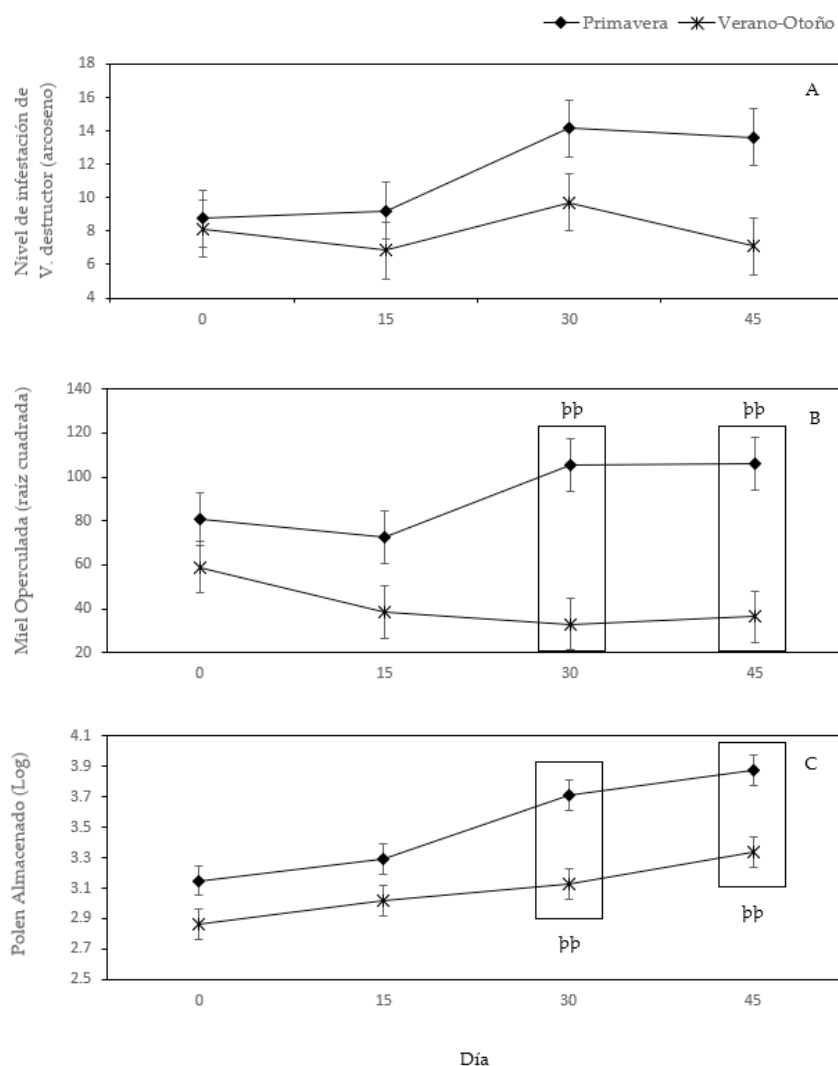 Primavera Verano-Otoño
A
Nivel de infestación de
V. destructor (arcoseno)
18
16
14
12
10
8
6
4
0 15 30 45
B
Miel Operculada (raíz cuadrada)
140
120
100
80
60
40
20
þþ þþ
0 15 30 45
C
Polen Almacenado (Log)
4.1
3.9
3.7
3.5
3.3
3.1
2.9
2.7
2.5
þþ þþ
0 15 30 45
Día